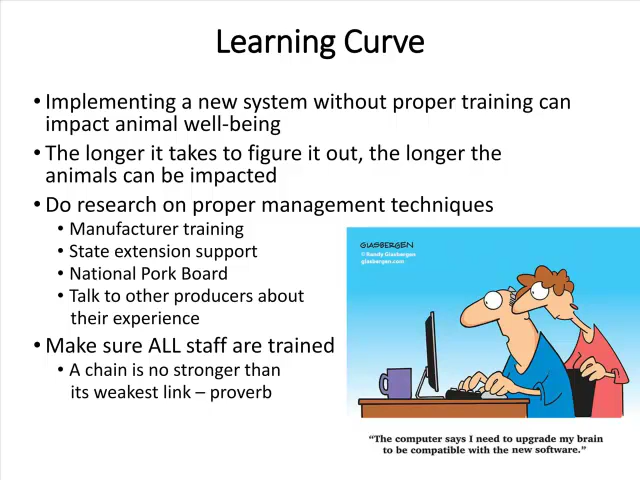 Learning Curve
• Implementing a new system without proper training can
impact animal well-being
• The longer it takes to figure it out, the longer the
animals can be impacted
• Do research on proper management techniques
• Manufacturer training
• State extension support
• National Pork Board
• Talk to other producers about
their experience
• Make sure ALL staff are trained
• A chain is no stronger than
its weakest link – proverb
GLASBERGEN
© Randy Glasbergen
glasbergen.com
“The computer says I need to upgrade my brain
to be compatible with the new software.”